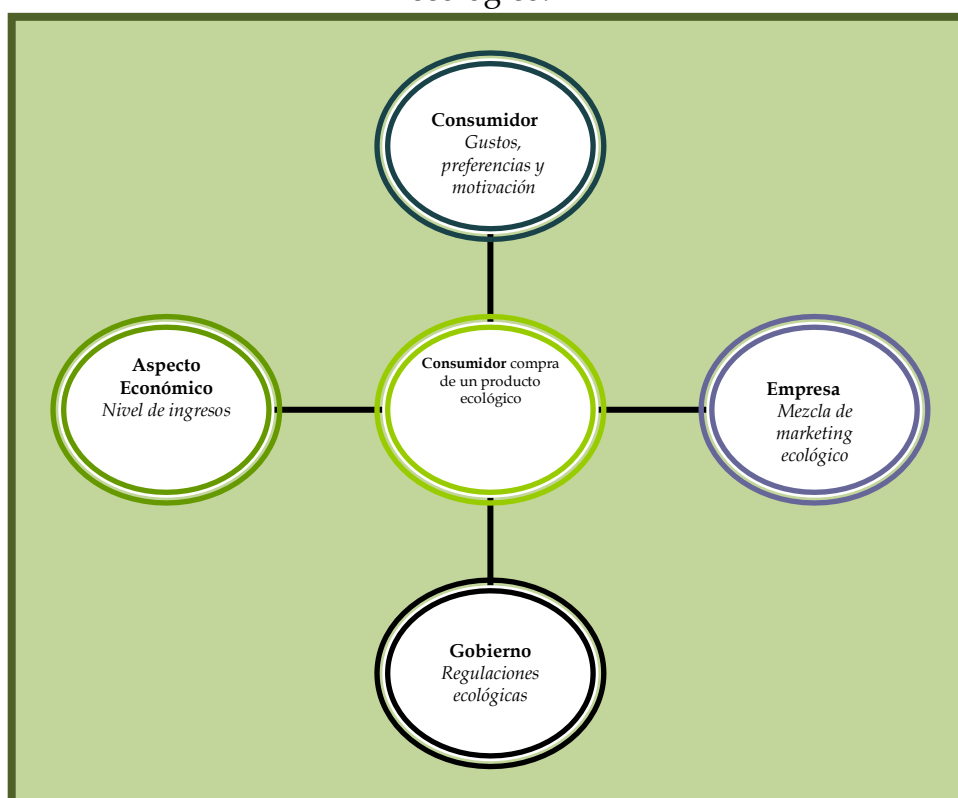 Consumidor
Gustos,
preferencias y
motivación
Aspecto
Económico
Nivel de ingresos
Consumidor compra
de un producto
ecológico
Empresa
Mezcla de
marketing
ecológico
Gobierno
Regulaciones
ecológicas